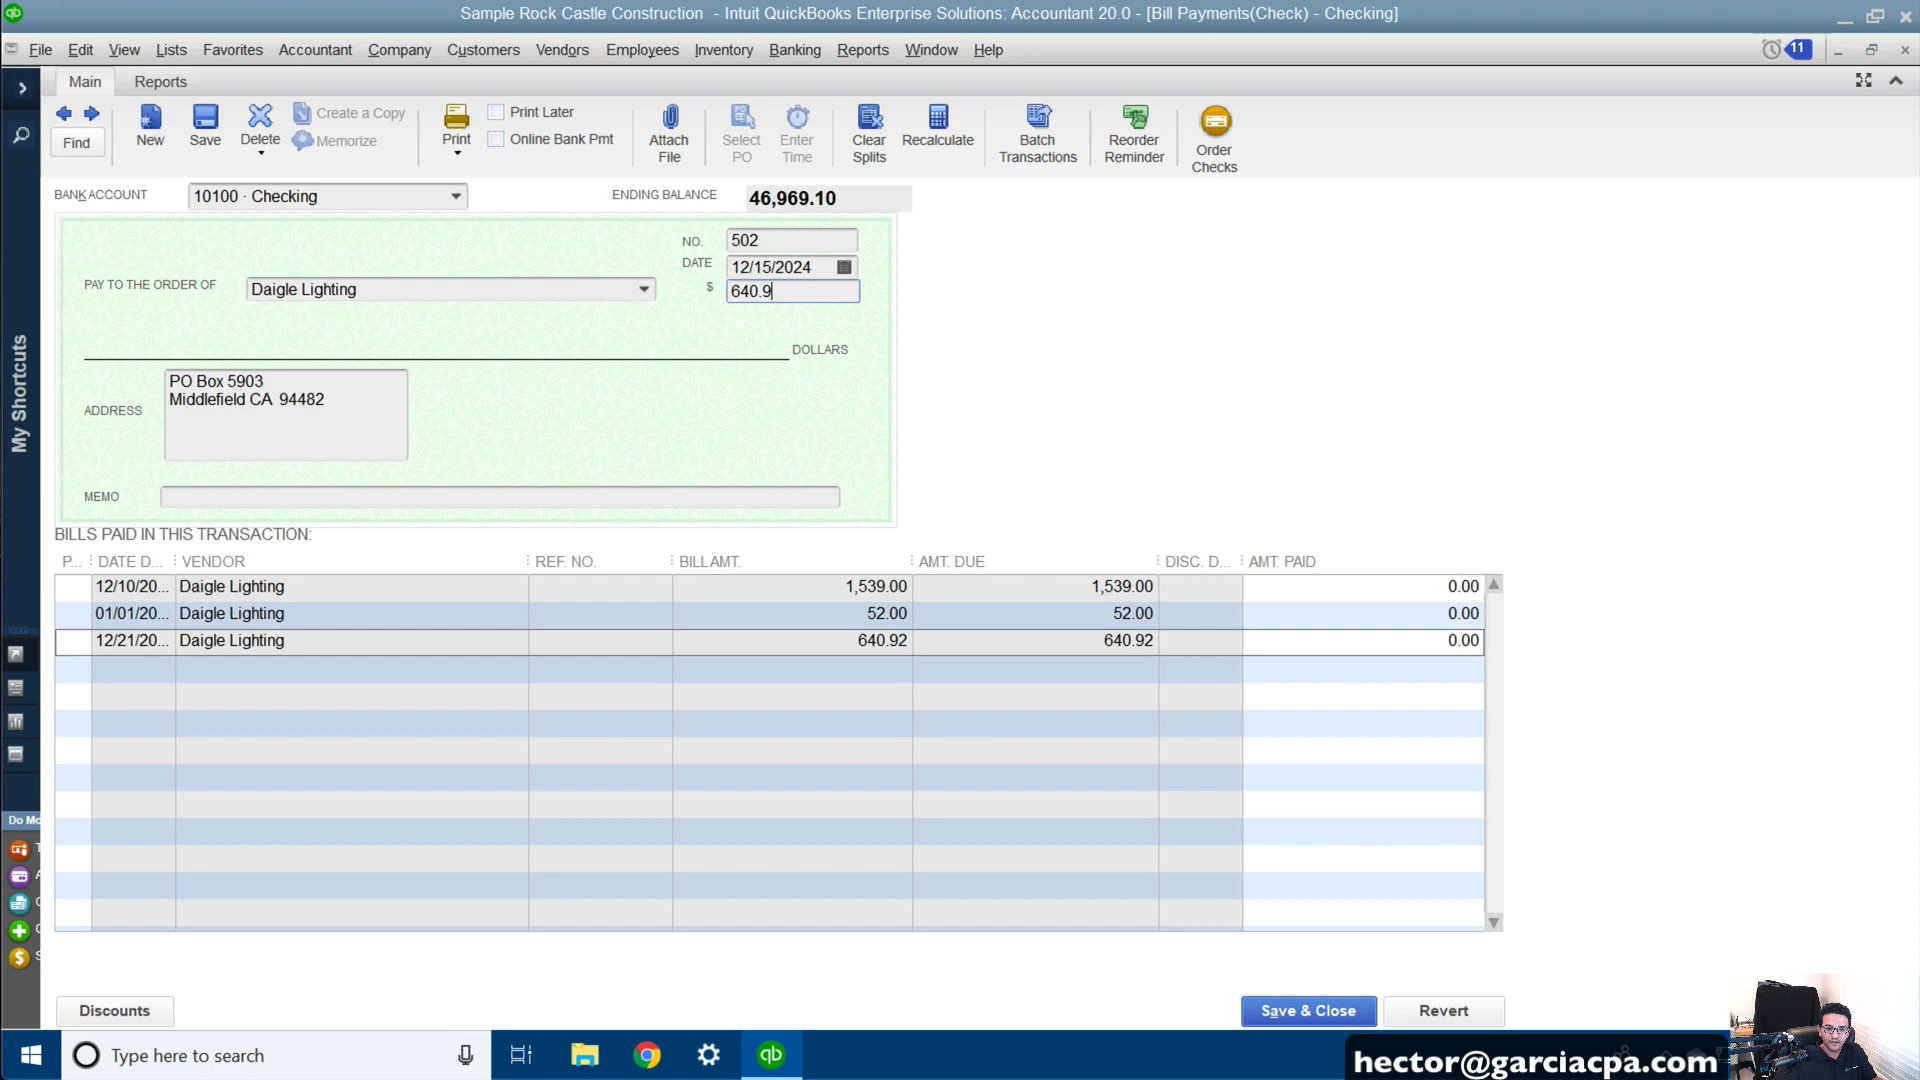 qb
Sample Rock Castle Construction - Intuit QuickBooks Enterprise Solutions: Accountant 20.0 - [Bill Payments(Check) - Checking]
File Edit View Lists Favorites Accountant Company Customers Vendors Employees Inventory Banking Reports Window Help
11
Main Reports
Find
New
Save
Delete
Create a Copy
Memorize
Print
Print Later
Online Bank Pmt
Attach File
Select PO
Enter Time
Clear Splits
Recalculate
Batch Transactions
Reorder Reminder
Order Checks
My Shortcuts
BANK ACCOUNT 10100 · Checking ENDING BALANCE 46,969.10
NO. 502
DATE 12/15/2024
PAY TO THE ORDER OF Daigle Lighting $ 640.9
DOLLARS
ADDRESS
PO Box 5903
Middlefield CA 94482
MEMO
BILLS PAID IN THIS TRANSACTION:
P... DATE D... VENDOR REF. NO. BILL AMT. AMT. DUE DISC. D... AMT. PAID
12/10/20... Daigle Lighting 1,539.00 1,539.00 0.00
01/01/20... Daigle Lighting 52.00 52.00 0.00
12/21/20... Daigle Lighting 640.92 640.92 0.00
Do Mo
Discounts Save & Close Revert
Type here to search
qb
hector@garciacpa.com